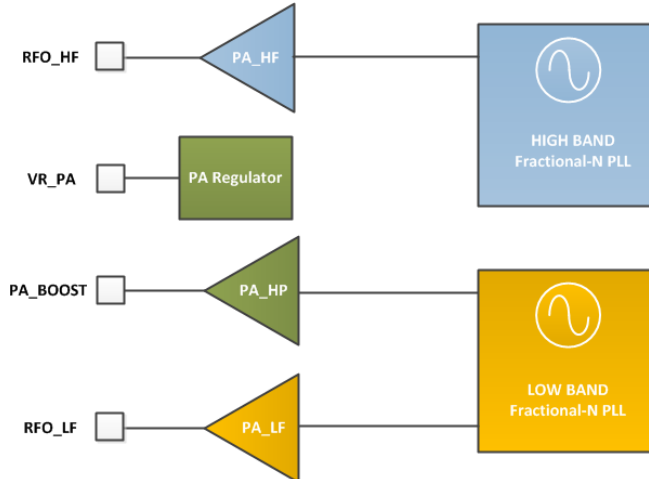 RFO_HF
PA_HF
HIGH BAND
Fractional-N PLL
VR_PA
PA Regulator
PA_BOOST
PA_HP
LOW BAND
Fractional-N PLL
RFO_LF
PA_LF